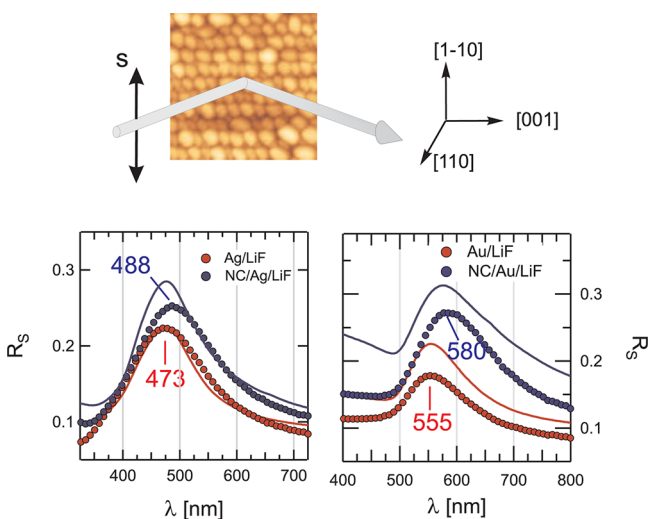 S
[1-10]
[001]
[110]
488
Ag/LiF
NC/Ag/LiF
473
0.3
0.2
0.1
Rs
400
500
600
700
λ [nm]
Au/LiF
NC/Au/LiF
580
555
0.3
0.2
0.1
Rs
400
500
600
700
800
λ [nm]